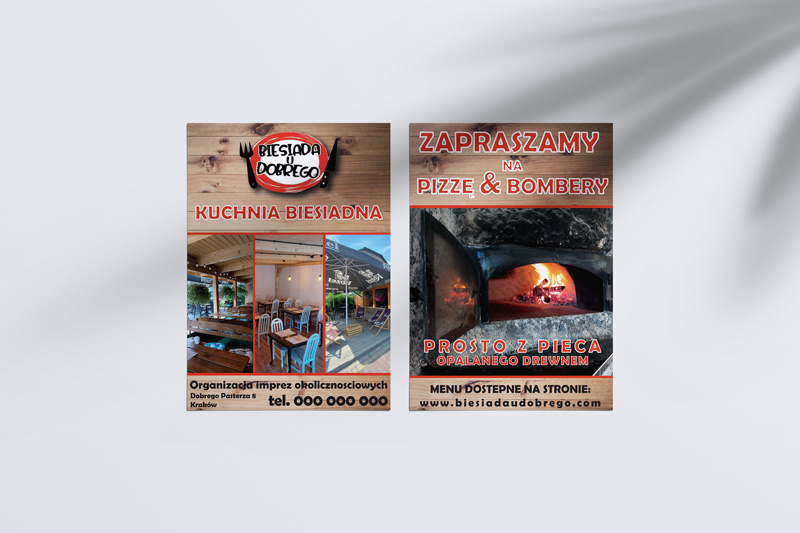 BIESIADA
U
DOBREGO
KUCHNIA BIESIADNA
Organizacja imprez okolicznosciowych
Dobrego Pasterza 8
Kraków
tel. 000 000 000
ZAPRASZAMY
NA
PIZZE & BOMBERY
PROSTO Z PIECA
OPALANEGO DREWNEM
MENU DOSTEPNE NA STRONIE:
www.biesiadaudobrego.com